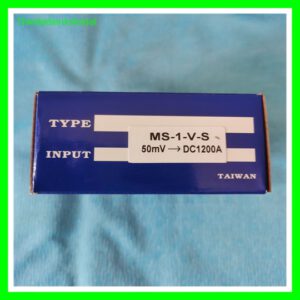 TYPE
MS-1-V-S
INPUT
50mV → DC1200A
TAIWAN